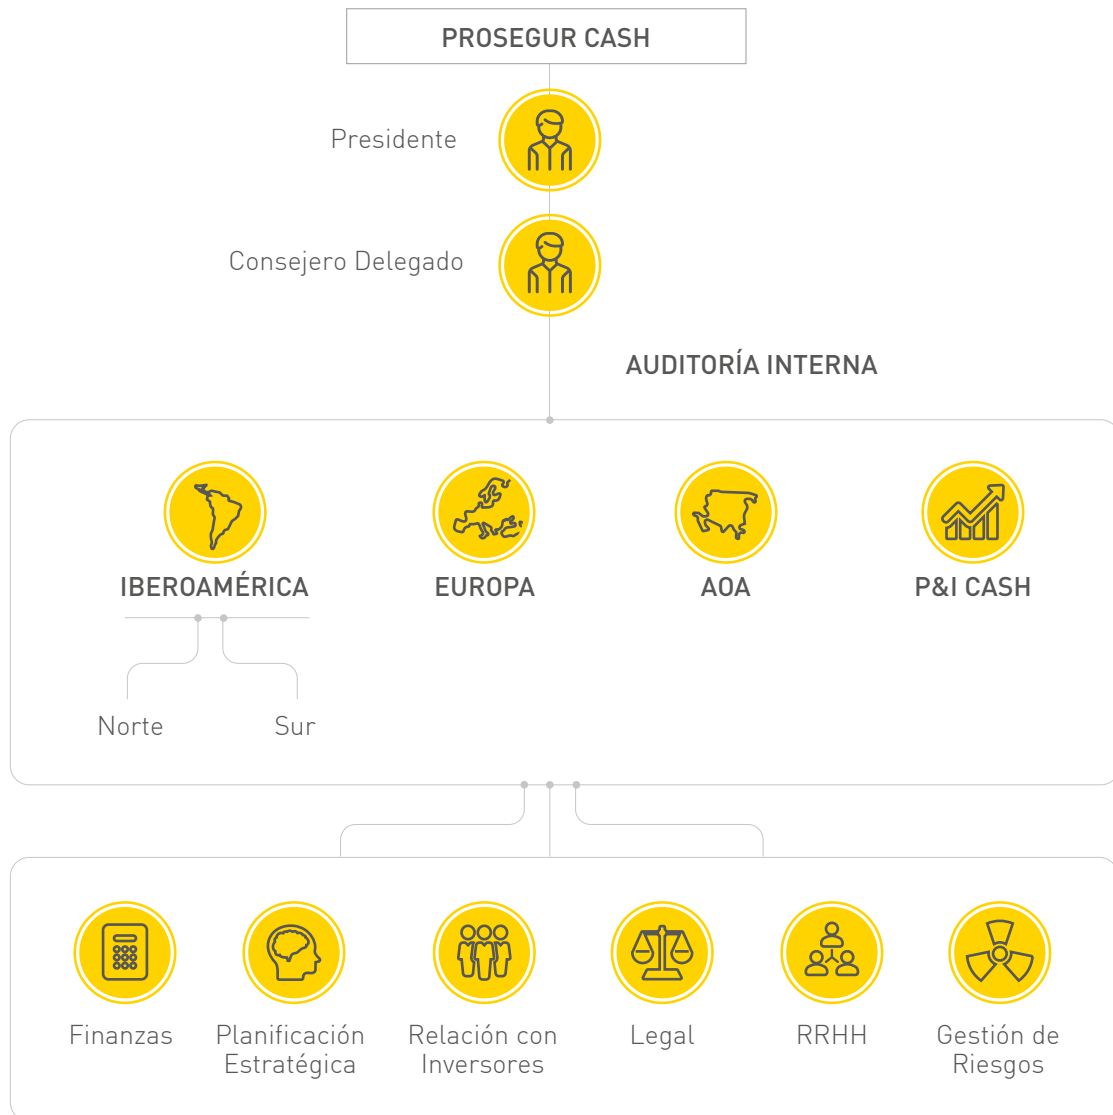 PROSEGUR CASH
Presidente
Consejero Delegado
AUDITORÍA INTERNA
IBEROAMÉRICA
EUROPA
AOA
P&I CASH
Norte
Sur
Finanzas
Planificación
Estratégica
Relación con
Inversores
Legal
RRHH
Gestión de
Riesgos